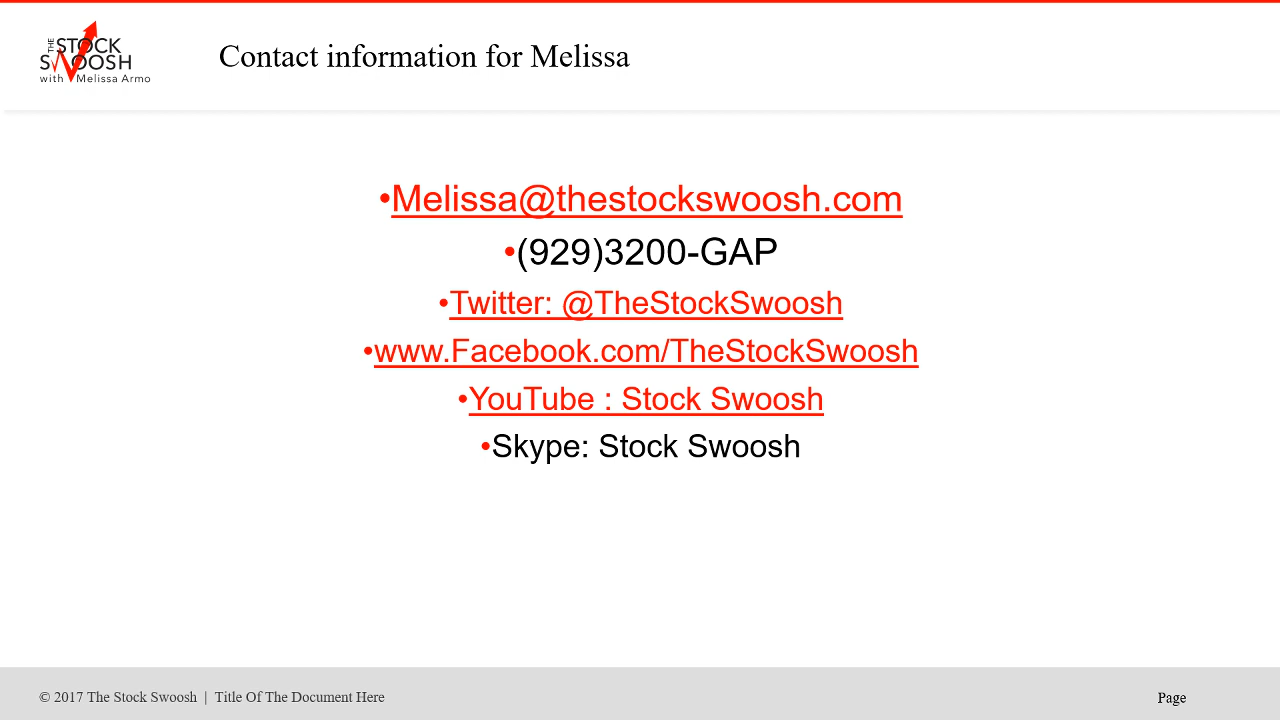 THE STOCK
SWOOSH
with Melissa Armo
Contact information for Melissa
•Melissa@thestockswoosh.com
•(929)3200-GAP
•Twitter: @TheStockSwoosh
•www.Facebook.com/TheStockSwoosh
•YouTube : Stock Swoosh
•Skype: Stock Swoosh
© 2017 The Stock Swoosh | Title Of The Document Here
Page